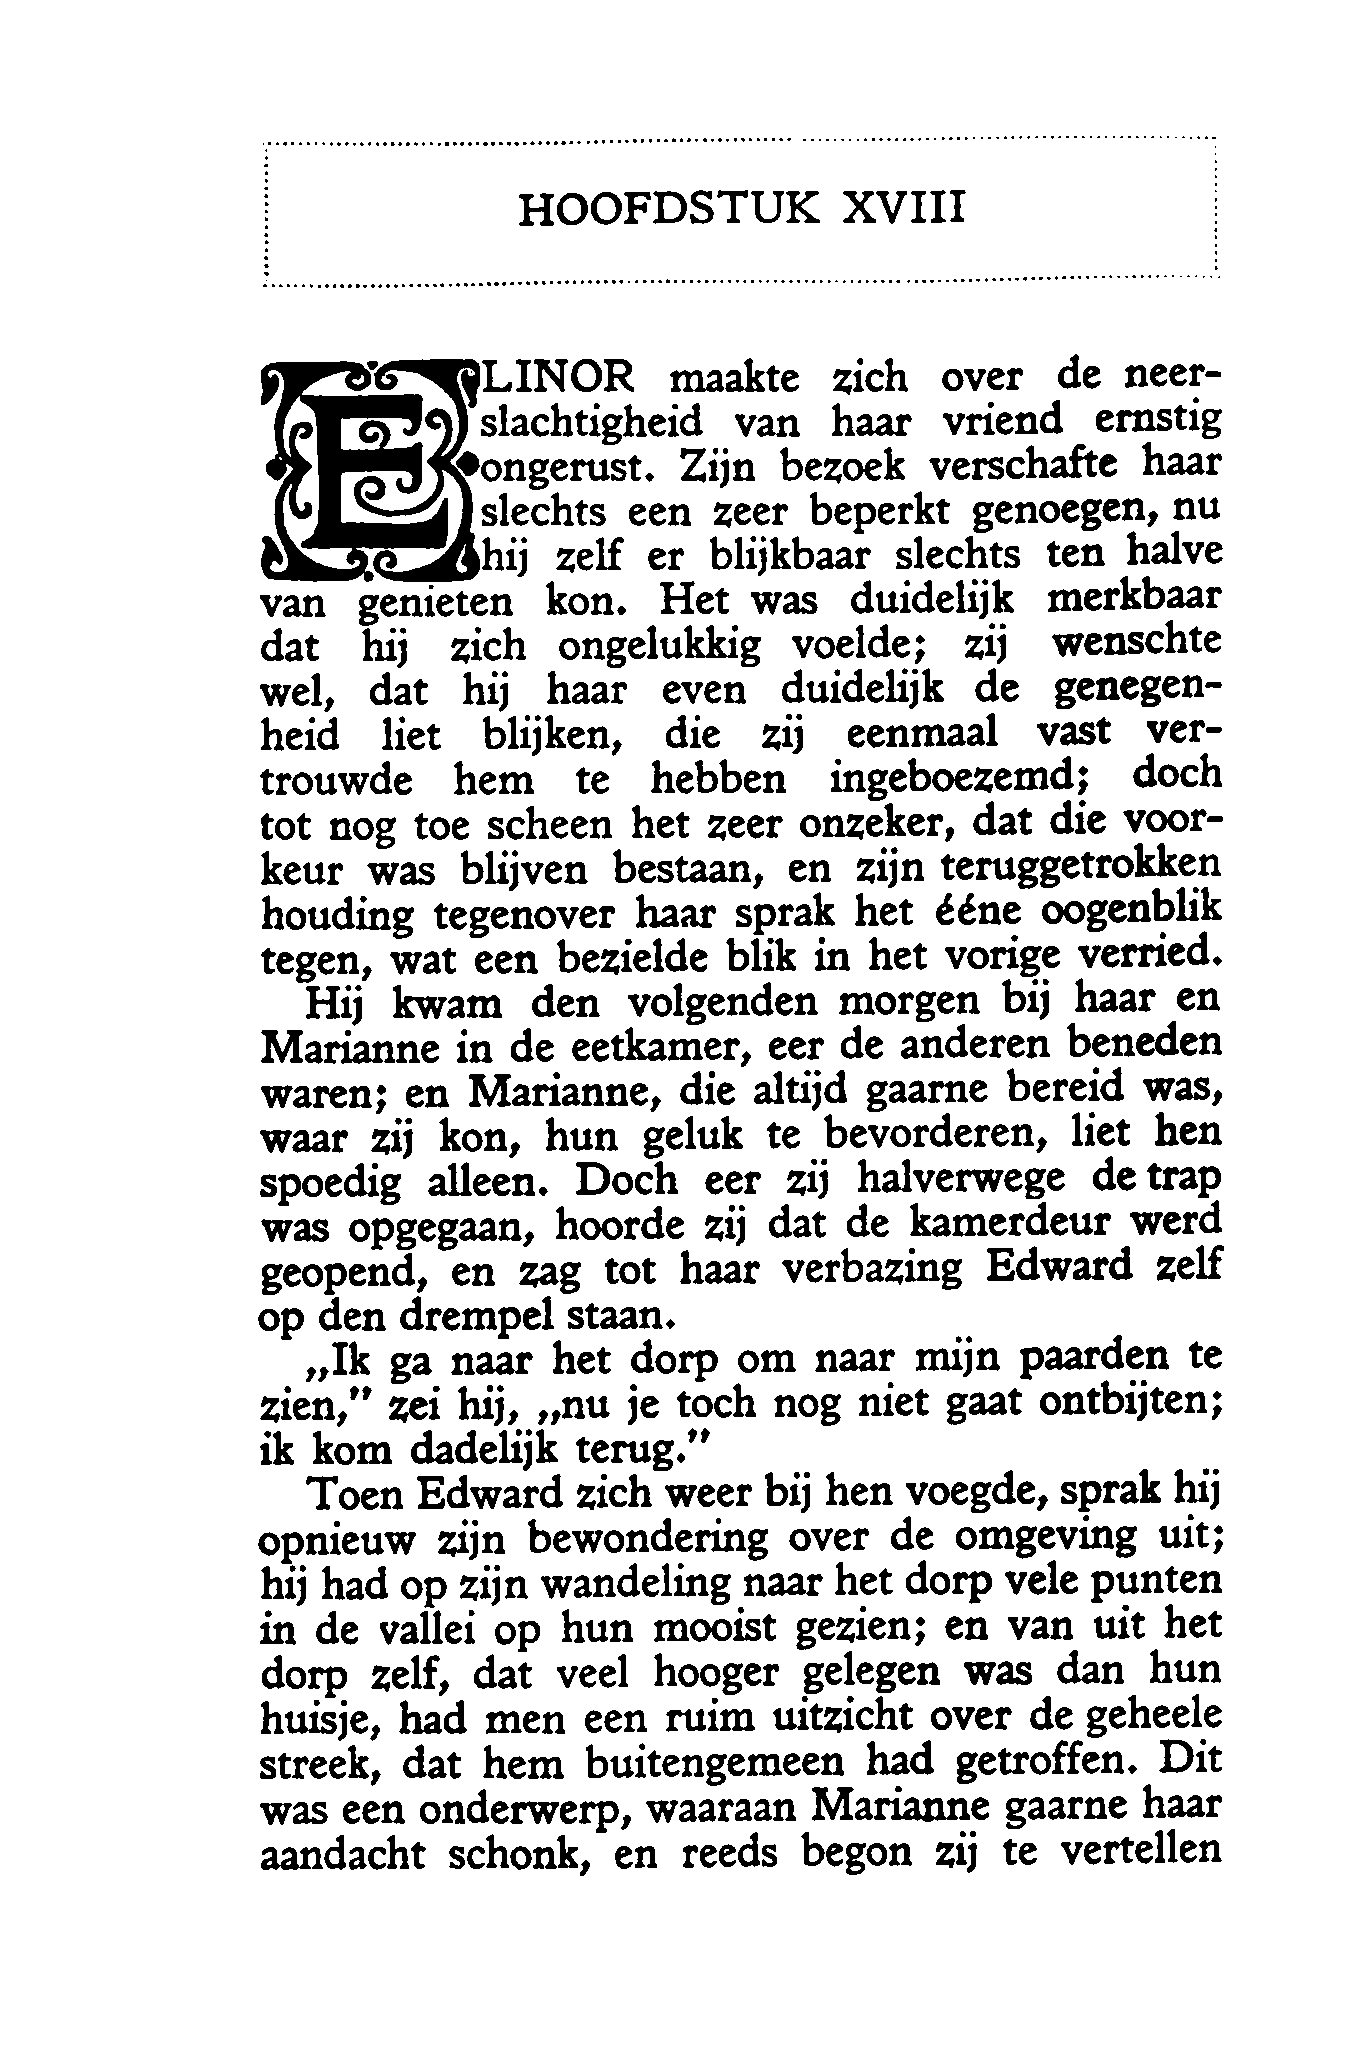 HOOFDSTUK XVIII
ELINOR maakte zich over de neer-
slachtigheid van haar vriend ernstig
ongerust. Zijn bezoek verschafte haar
slechts een zeer beperkt genoegen, nu
hij zelf er blijkbaar slechts ten halve
van genieten kon. Het was duidelijk merkbaar
dat hij zich ongelukkig voelde; zij wenschte
wel, dat hij haar even duidelijk de genegen-
heid liet blijken, die zij eenmaal vast ver-
trouwde hem te hebben ingeboezemd; doch
tot nog toe scheen het zeer onzeker, dat die voor-
keur was blijven bestaan, en zijn teruggetrokken
houding tegenover haar sprak het ééne oogenblik
tegen, wat een bezielde blik in het vorige verried.
Hij kwam den volgenden morgen bij haar en
Marianne in de eetkamer, eer de anderen beneden
waren; en Marianne, die altijd gaarne bereid was,
waar zij kon, hun geluk te bevorderen, liet hen
spoedig alleen. Doch eer zij halverwege de trap
was opgegaan, hoorde zij dat de kamerdeur werd
geopend, en zag tot haar verbazing Edward zelf
op den drempel staan.
„Ik ga naar het dorp om naar mijn paarden te
zien,” zei hij, „nu je toch nog niet gaat ontbijten;
ik kom dadelijk terug.”
Toen Edward zich weer bij hen voegde, sprak hij
opnieuw zijn bewondering over de omgeving uit;
hij had op zijn wandeling naar het dorp vele punten
in de vallei op hun mooist gezien; en van uit het
dorp zelf, dat veel hooger gelegen was dan hun
huisje, had men een ruim uitzicht over de geheele
streek, dat hem buitengemeen had getroffen. Dit
was een onderwerp, waaraan Marianne gaarne haar
aandacht schonk, en reeds begon zij te vertellen